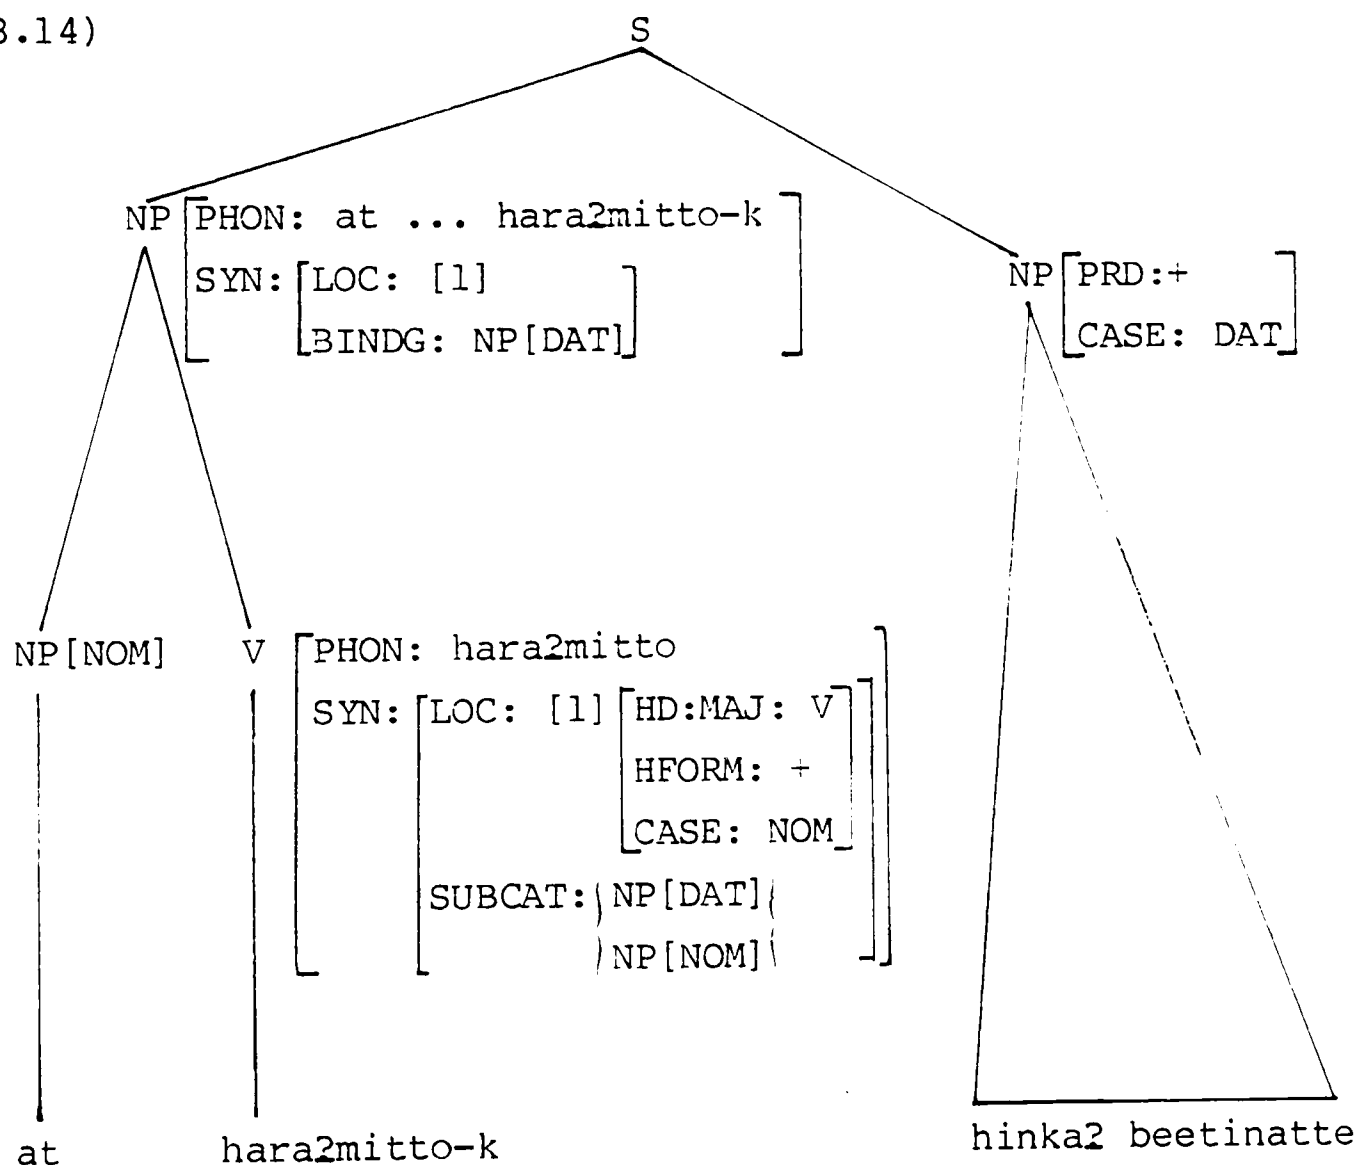 3.14)
S
NP [PHON: at ... hara2mitto-k]
[SYN: [LOC: [1]
BINDG: NP[DAT]]]
NP [PRD:+
CASE: DAT]
NP[NOM]
V [PHON: hara2mitto
SYN: [LOC: [1] [HD:MAJ: V
HFORM: +
CASE: NOM]
SUBCAT: NP[DAT]
NP[NOM]]]
at
hara2mitto-k
hinka2 beetinatte